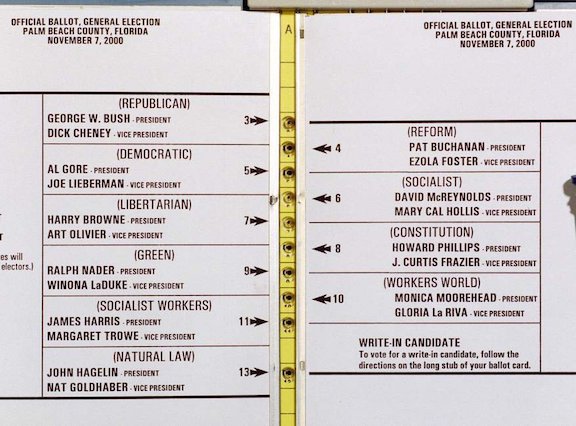 OFFICIAL BALLOT, GENERAL ELECTION
PALM BEACH COUNTY, FLORIDA
NOVEMBER 7, 2000
(REPUBLICAN)
GEORGE W. BUSH - PRESIDENT 3
DICK CHENEY - VICE PRESIDENT
(DEMOCRATIC)
AL GORE - PRESIDENT 5
JOE LIEBERMAN - VICE PRESIDENT
(LIBERTARIAN)
HARRY BROWNE - PRESIDENT 7
ART OLIVIER - VICE PRESIDENT
(GREEN)
RALPH NADER - PRESIDENT 9
WINONA LaDUKE - VICE PRESIDENT
(SOCIALIST WORKERS)
JAMES HARRIS - PRESIDENT 11
MARGARET TROWE - VICE PRESIDENT
(NATURAL LAW)
JOHN HAGELIN - PRESIDENT 13
NAT GOLDHABER - VICE PRESIDENT
es will
electors.)
A
OFFICIAL BALLOT, GENERAL ELECTION
PALM BEACH COUNTY, FLORIDA
NOVEMBER 7, 2000
(REFORM)
4 PAT BUCHANAN - PRESIDENT
EZOLA FOSTER - VICE PRESIDENT
(SOCIALIST)
6 DAVID McREYNOLDS - PRESIDENT
MARY CAL HOLLIS - VICE PRESIDENT
(CONSTITUTION)
8 HOWARD PHILLIPS - PRESIDENT
J. CURTIS FRAZIER - VICE PRESIDENT
(WORKERS WORLD)
10 MONICA MOOREHEAD - PRESIDENT
GLORIA La RIVA - VICE PRESIDENT
WRITE-IN CANDIDATE
To vote for a write-in candidate, follow the
directions on the long stub of your ballot card.